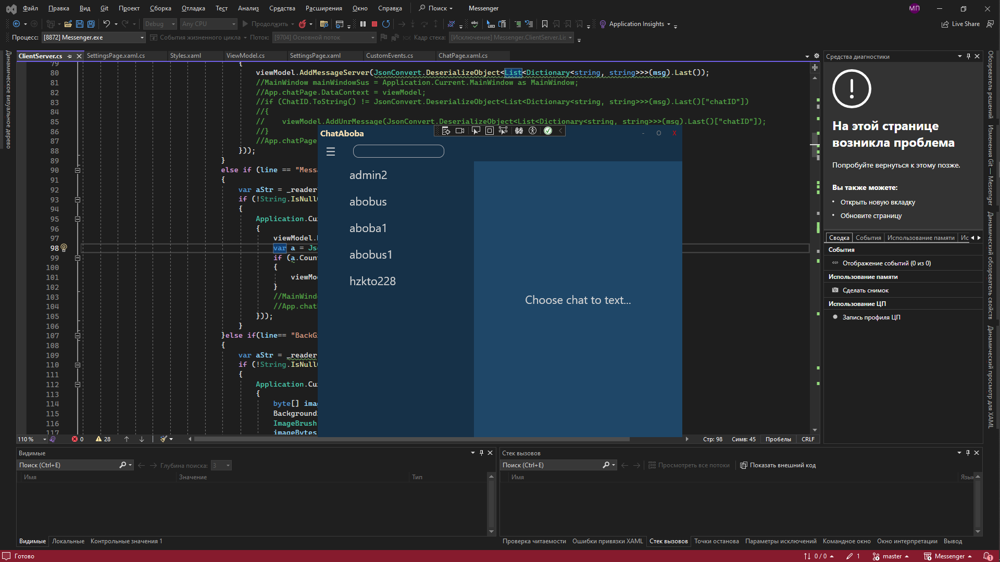 Файл Правка Вид Git Проект Сборка Отладка Тест Анализ Средства Расширения Окно Справка Поиск Messenger МП
Debug Any CPU Продолжить Application Insights Live Share
Процесс: [8872] Messenger.exe События жизненного цикла Поток: [9704] Основной поток Кадр стека: [Исключение] Messenger.ClientServer.Lis
ClientServer.cs SettingsPage.xaml.cs Styles.xaml ViewModel.cs SettingsPage.xaml CustomEvents.cs ChatPage.xaml.cs
Динамическое визуальное дерево
79 {
80 viewModel.AddMessageServer(JsonConvert.DeserializeObject<List<Dictionary<string, string>>>(msg).Last());
81 //MainWindow mainWindowSus = Application.Current.MainWindow as MainWindow;
82 //App.chatPage.DataContext = viewModel;
83 //if (ChatID.ToString() != JsonConvert.DeserializeObject<List<Dictionary<string, string>>>(msg).Last()["chatID"])
84 //{
85 // viewModel.AddUnrMessage(JsonConvert.DeserializeObject<List<Dictionary<string, string>>>(msg).Last()["chatID"]);
86 //}
87 //App.chatPage
88 }));
89 }
90 else if (line == "Messa
91 {
92 var aStr = _reader
93 if (!String.IsNull
94 {
95 Application.Cu
96 {
97 viewModel.
98 var a = Js
99 if (a.Coun
100 {
101 viewMo
102 }
103 //MainWind
104 //App.chat
105 }));
106 }
107 }else if(line== "BackG
108 {
109 var aStr = _reader
110 if (!String.IsNull
111 {
112 Application.Cu
113 {
114 byte[] ima
115 Background
116 ImageBrush
117 imageBytes
ChatAboba
- O X
admin2
abobus
aboba1
abobus1
hzkto228
Choose chat to text...
110 % 0 28 Стр: 98 Симв: 45 Пробелы CRLF
Средства диагностики
На этой странице
возникла проблема
Попробуйте вернуться к этому позже.
Вы также можете:
• Открыть новую вкладку
• Обновите страницу
Сводка События Использование памяти Ис
События
Отображение событий (0 из 0)
Использование памяти
Сделать снимок
Использование ЦП
Запись профиля ЦП
Обозреватель решений
Изменения Git — Messenger
Динамический обозреватель свойств
Динамический просмотр для XAML
Видимые
Поиск (Ctrl+E) Глубина поиска: 3
Имя Значение Тип
Видимые Локальные Контрольные значения 1
Стек вызовов
Поиск (Ctrl+E) Просмотреть все потоки Показать внешний код
Имя Язык
Проверка читаемости Ошибки привязки XAML Стек вызовов Точки останова Параметры исключений Командное окно Окно интерпретации Вывод
Готово 0 / 0 1 master Messenger 1